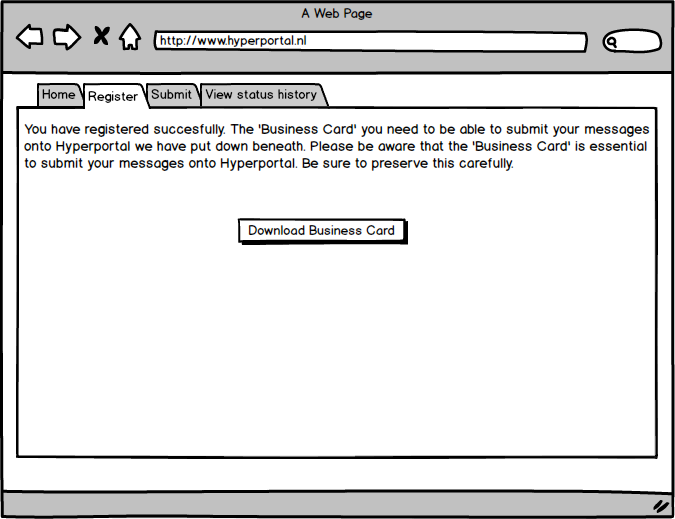 A Web Page
http://www.hyperportal.nl
Home Register Submit View status history
You have registered succesfully. The 'Business Card' you need to be able to submit your messages
onto Hyperportal we have put down beneath. Please be aware that the 'Business Card' is essential
to submit your messages onto Hyperportal. Be sure to preserve this carefully.
Download Business Card